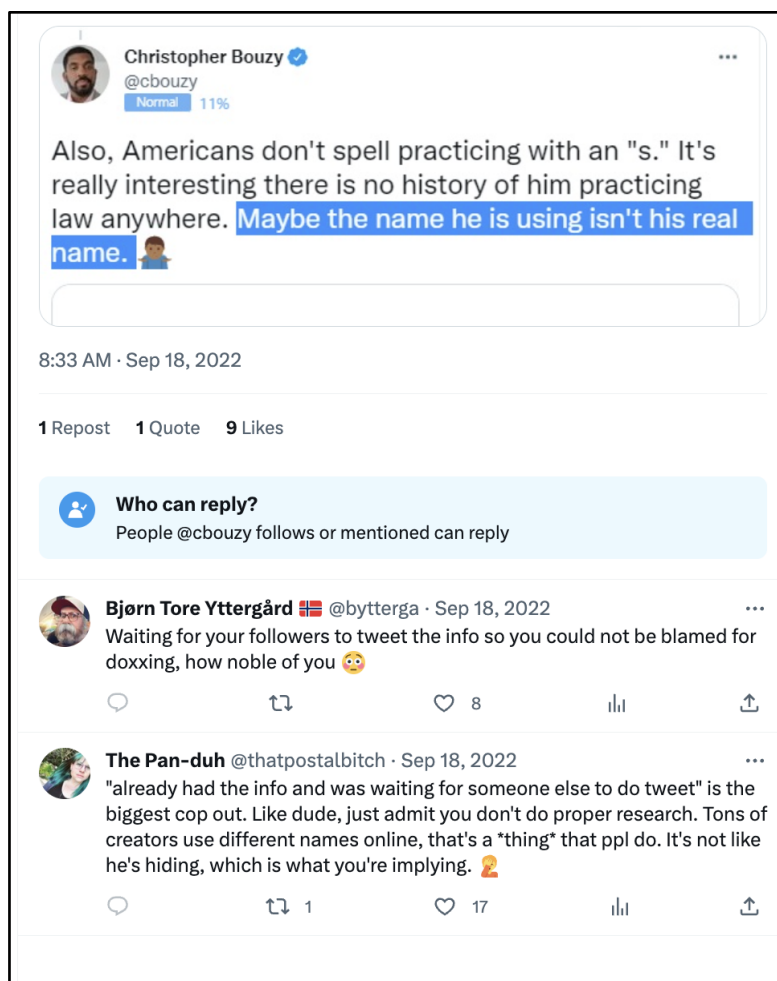 Christopher Bouzy
@cbouzy
Normal 11%
Also, Americans don't spell practicing with an "s." It's
really interesting there is no history of him practicing
law anywhere. Maybe the name he is using isn't his real
name. 🤷🏾‍♂️
8:33 AM · Sep 18, 2022
1 Repost 1 Quote 9 Likes
Who can reply?
People @cbouzy follows or mentioned can reply
Bjørn Tore Yttergård 🇳🇴 @bytterga · Sep 18, 2022
Waiting for your followers to tweet the info so you could not be blamed for
doxxing, how noble of you 😳
8
The Pan-duh @thatpostalbitch · Sep 18, 2022
"already had the info and was waiting for someone else to do tweet" is the
biggest cop out. Like dude, just admit you don't do proper research. Tons of
creators use different names online, that's a *thing* that ppl do. It's not like
he's hiding, which is what you're implying. 🤦
1 17